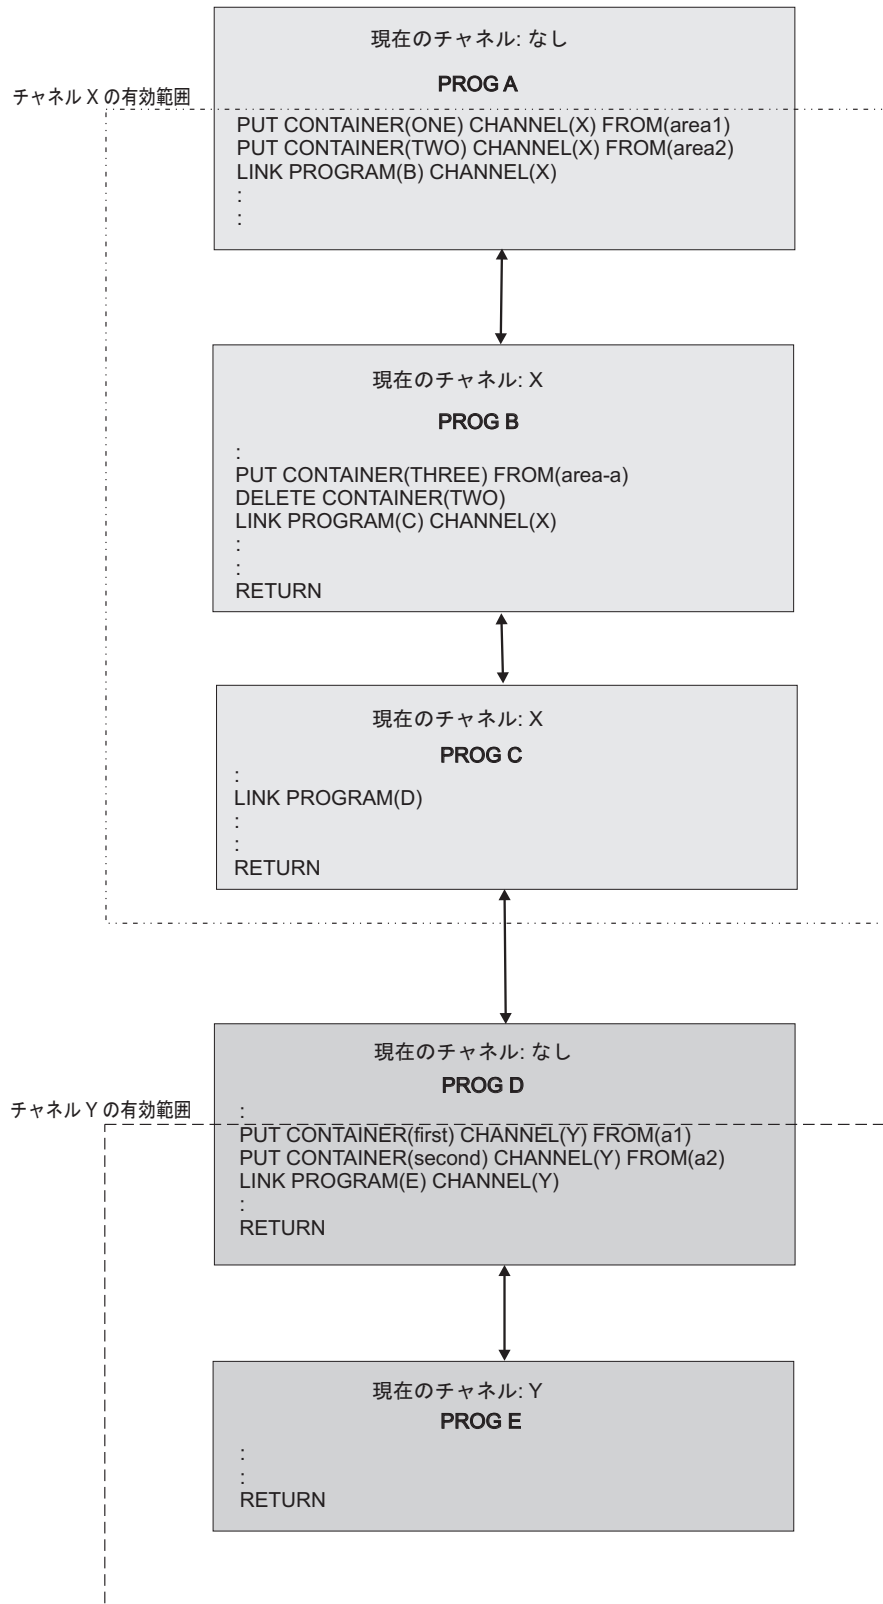 現在のチャネル: なし
PROG A
チャネル X の有効範囲
PUT CONTAINER(ONE) CHANNEL(X) FROM(area1)
PUT CONTAINER(TWO) CHANNEL(X) FROM(area2)
LINK PROGRAM(B) CHANNEL(X)
:
:
現在のチャネル: X
PROG B
:
PUT CONTAINER(THREE) FROM(area-a)
DELETE CONTAINER(TWO)
LINK PROGRAM(C) CHANNEL(X)
:
:
RETURN
現在のチャネル: X
PROG C
:
LINK PROGRAM(D)
:
:
RETURN
現在のチャネル: なし
PROG D
チャネル Y の有効範囲
:
PUT CONTAINER(first) CHANNEL(Y) FROM(a1)
PUT CONTAINER(second) CHANNEL(Y) FROM(a2)
LINK PROGRAM(E) CHANNEL(Y)
:
RETURN
現在のチャネル: Y
PROG E
:
:
RETURN